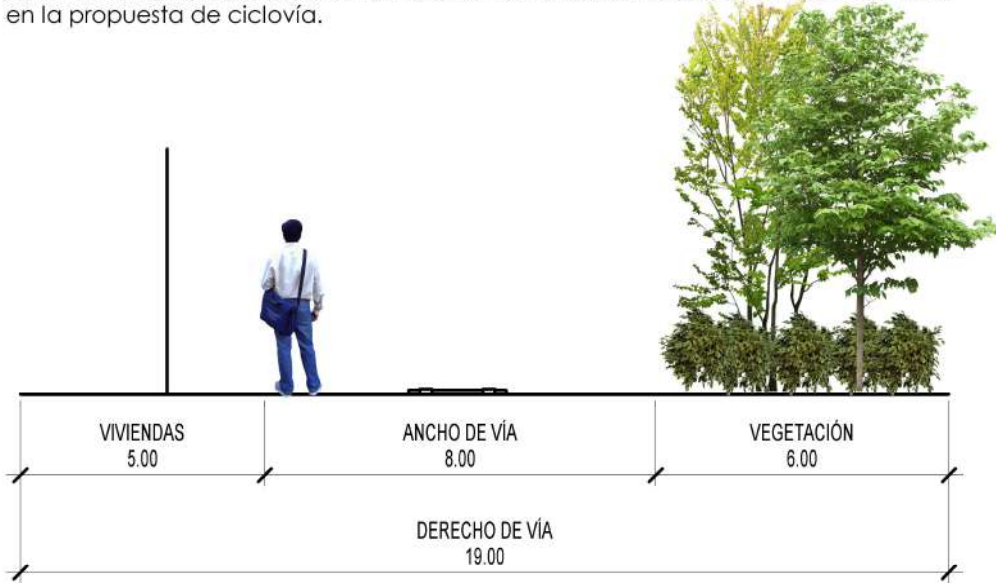 en la propuesta de ciclovía.
VIVIENDAS
5.00
ANCHO DE VÍA
8.00
VEGETACIÓN
6.00
DERECHO DE VÍA
19.00